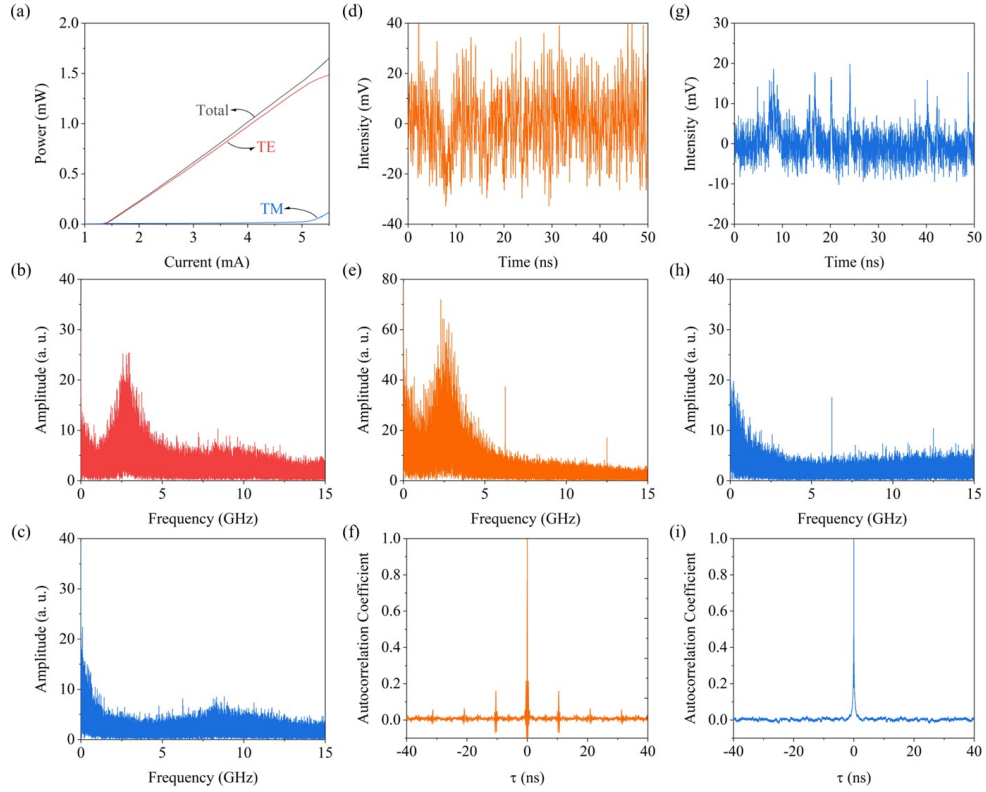 (a)
2.0
1.5
1.0
0.5
0.0
Power (mW)
Total
TE
TM
1 2 3 4 5
Current (mA)
(d)
40
20
0
-20
40
Intensity (mV)
0 10 20 30 40 50
Time (ns)
(g)
30
20
10
0
-10
20
Intensity (mV)
0 10 20 30 40 50
Time (ns)
(b)
40
30
20
10
0
Amplitude (a. u.)
0 5 10 15
Frequency (GHz)
(e)
80
60
40
20
0
Amplitude (a. u.)
0 5 10 15
Frequency (GHz)
(h)
40
30
20
10
0
Amplitude (a. u.)
0 5 10 15
Frequency (GHz)
(c)
40
30
20
10
0
Amplitude (a. u.)
0 5 10 15
Frequency (GHz)
(f)
1.0
0.8
0.6
0.4
0.2
0.0
Autocorrelation Coefficient
-40 -20 0 20 40
τ (ns)
(i)
1.0
0.8
0.6
0.4
0.2
0.0
Autocorrelation Coefficient
-40 -20 0 20 40
τ (ns)